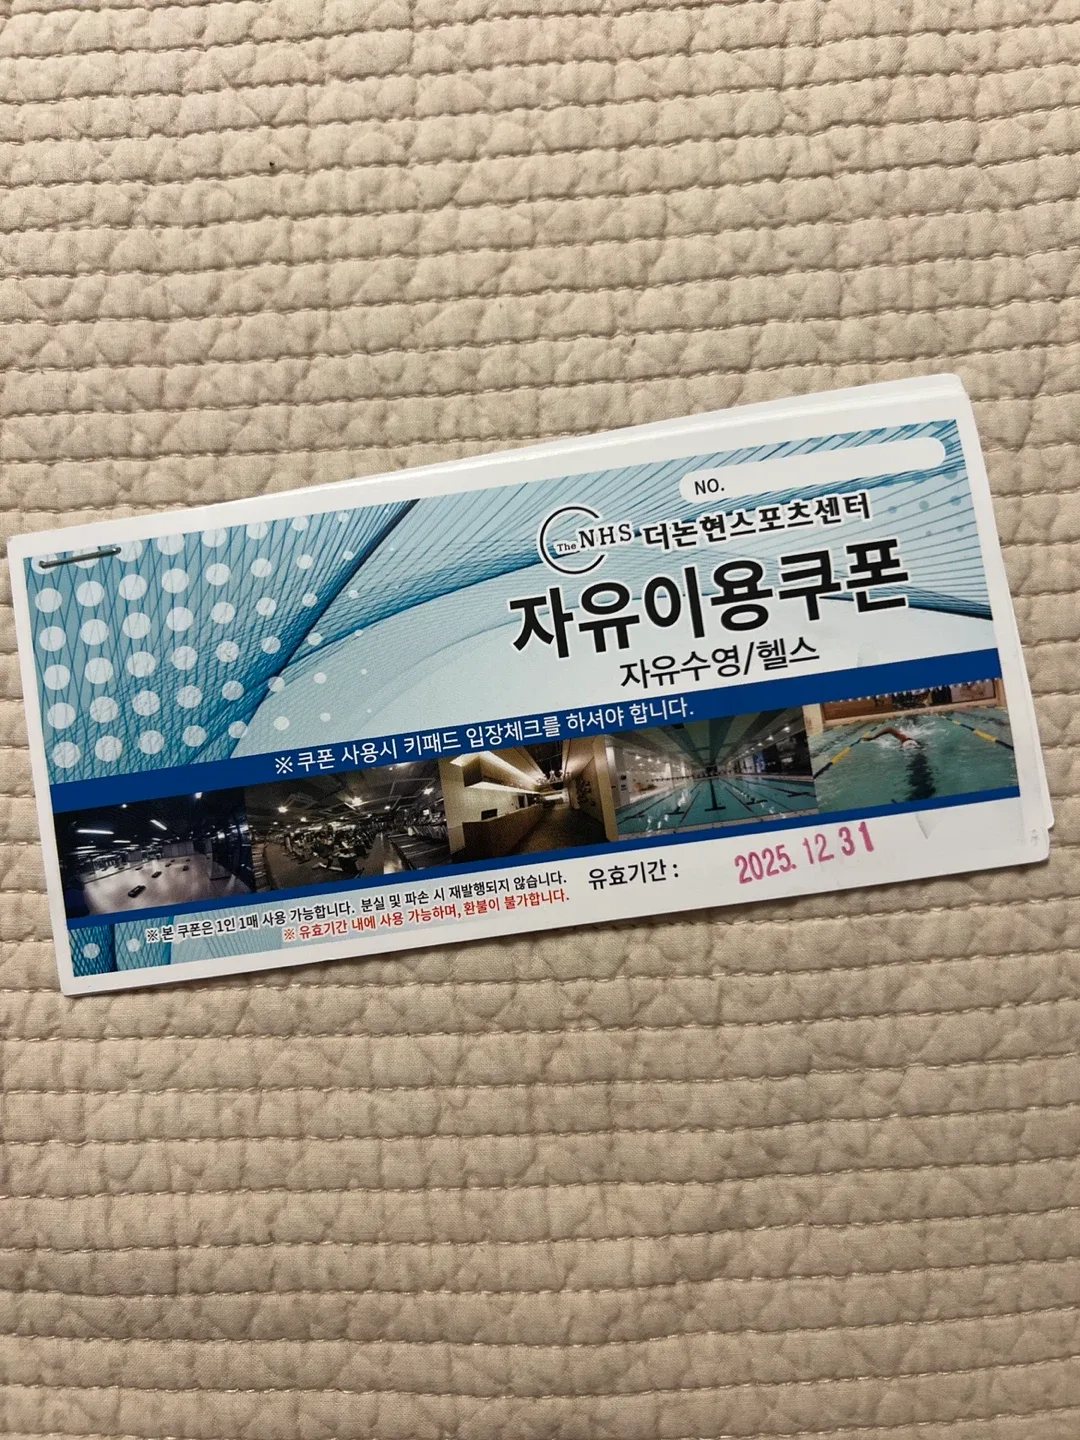 NO.
The NHS 더논현스포츠센터
자유이용쿠폰
자유수영/헬스
※ 쿠폰 사용시 키패드 입장체크를 하셔야 합니다.
※ 본 쿠폰은 1인 1매 사용 가능합니다. 분실 및 파손 시 재발행되지 않습니다.
※ 유효기간 내에 사용 가능하며, 환불이 불가합니다.
유효기간 : 2025. 12 31